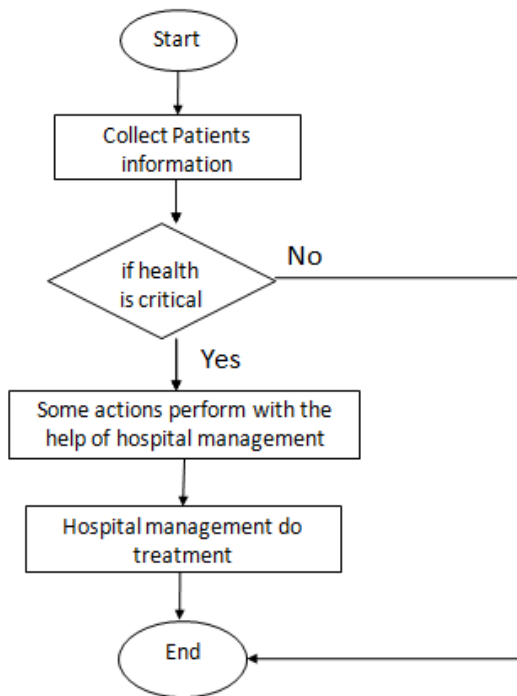 Start
Collect Patients
information
if health
is critical
No
Yes
Some actions perform with the
help of hospital management
Hospital management do
treatment
End